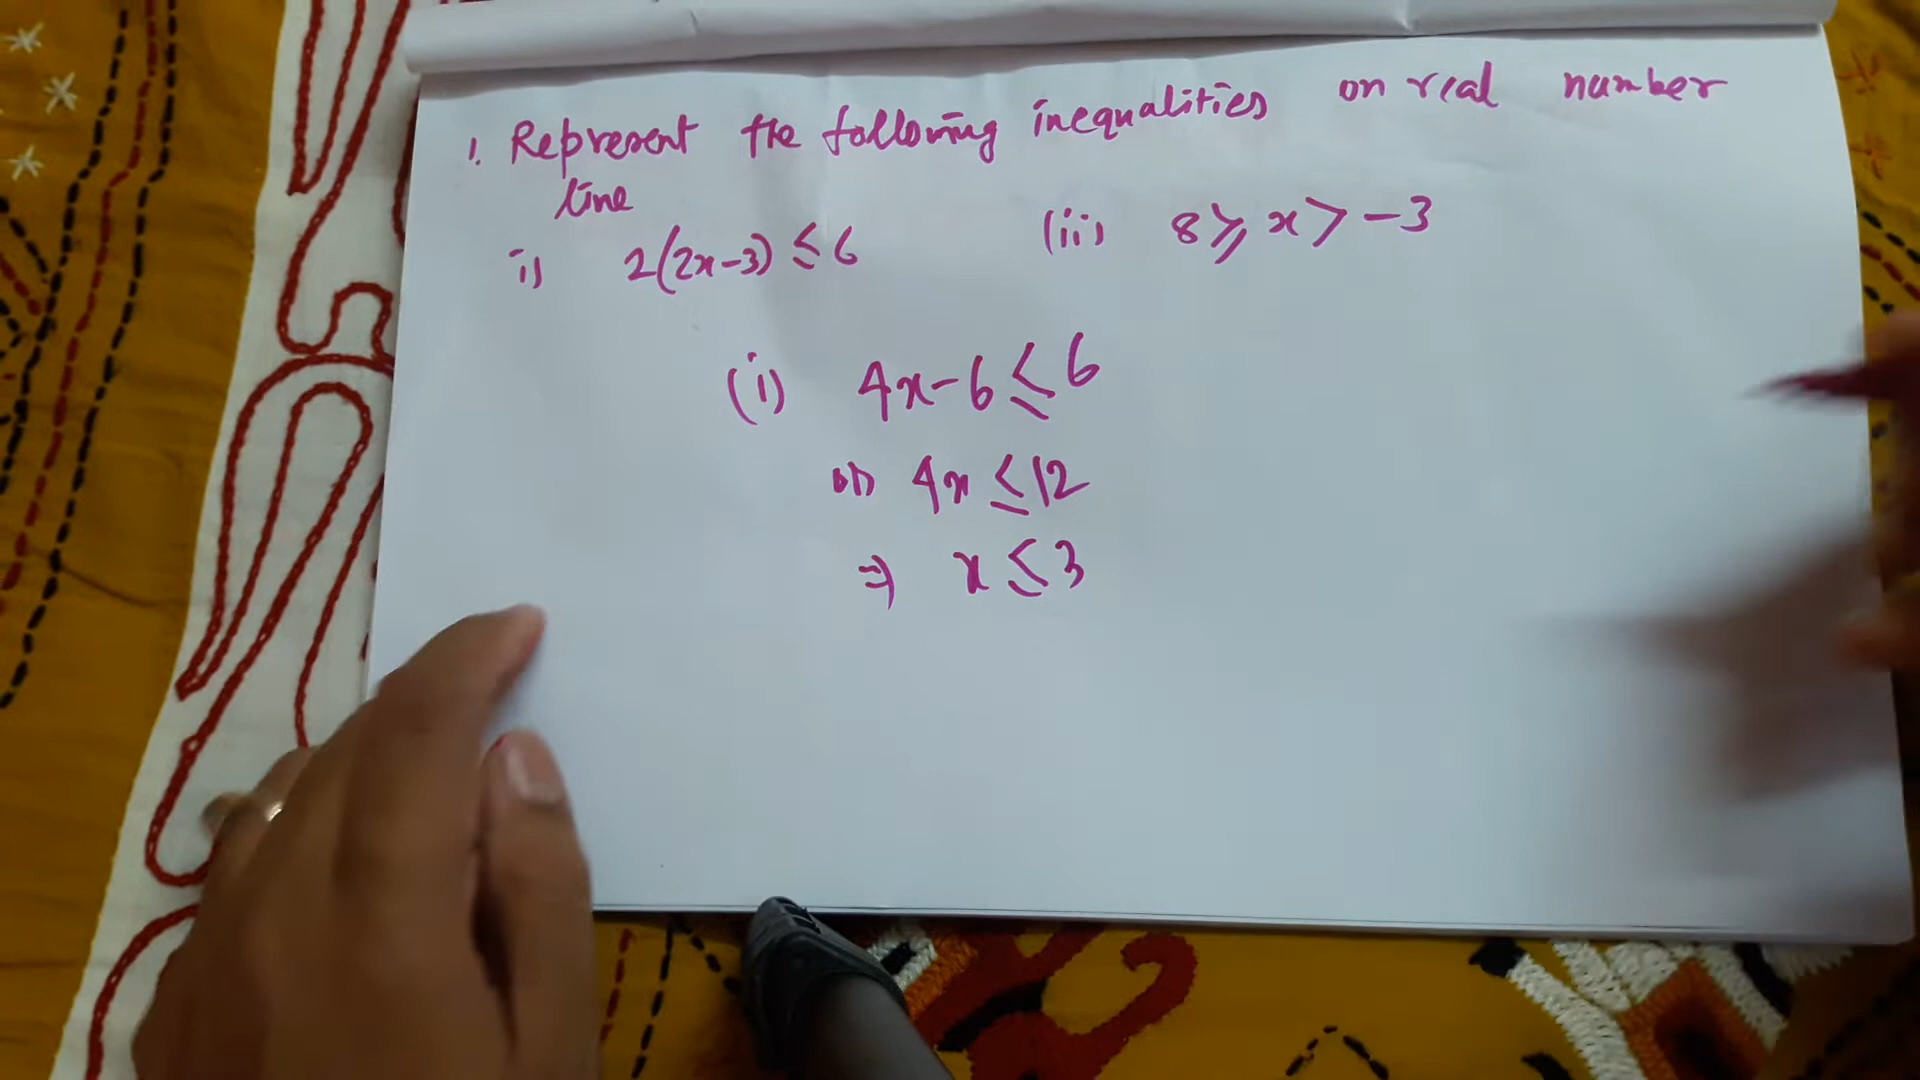 1. Represent the following inequalities on real number
line
i) 2(2x-3) ≤ 6 (ii) 8 ≥ x > -3
(i) 4x-6 ≤ 6
or 4x ≤ 12
⇒ x ≤ 3